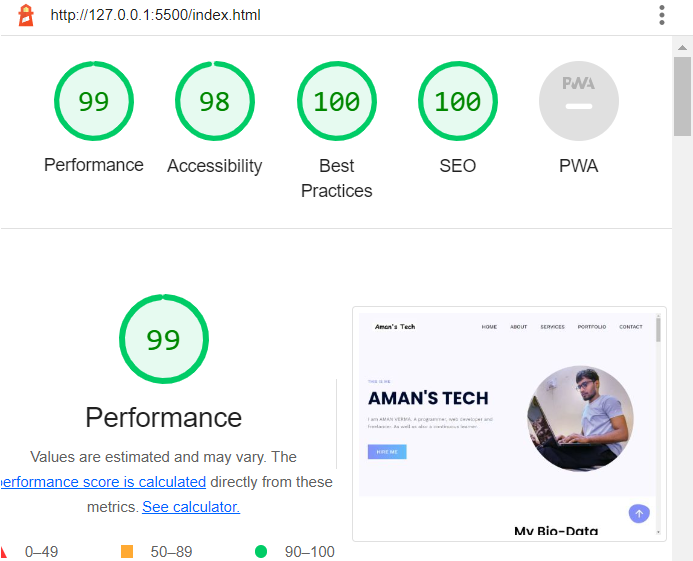 http://127.0.0.1:5500/index.html
99
98
100
100
PWA
Performance
Accessibility
Best
Practices
SEO
PWA
99
Performance
Values are estimated and may vary. The
performance score is calculated directly from these
metrics. See calculator.
0–49
50–89
90–100
Aman's Tech
HOME
ABOUT
SERVICES
PORTFOLIO
CONTACT
THIS IS ME
AMAN'S TECH
I am AMAN VERMA, A programmer, web developer and
freelancer. As well as also a continuous learner.
HIRE ME
My Bio-Data